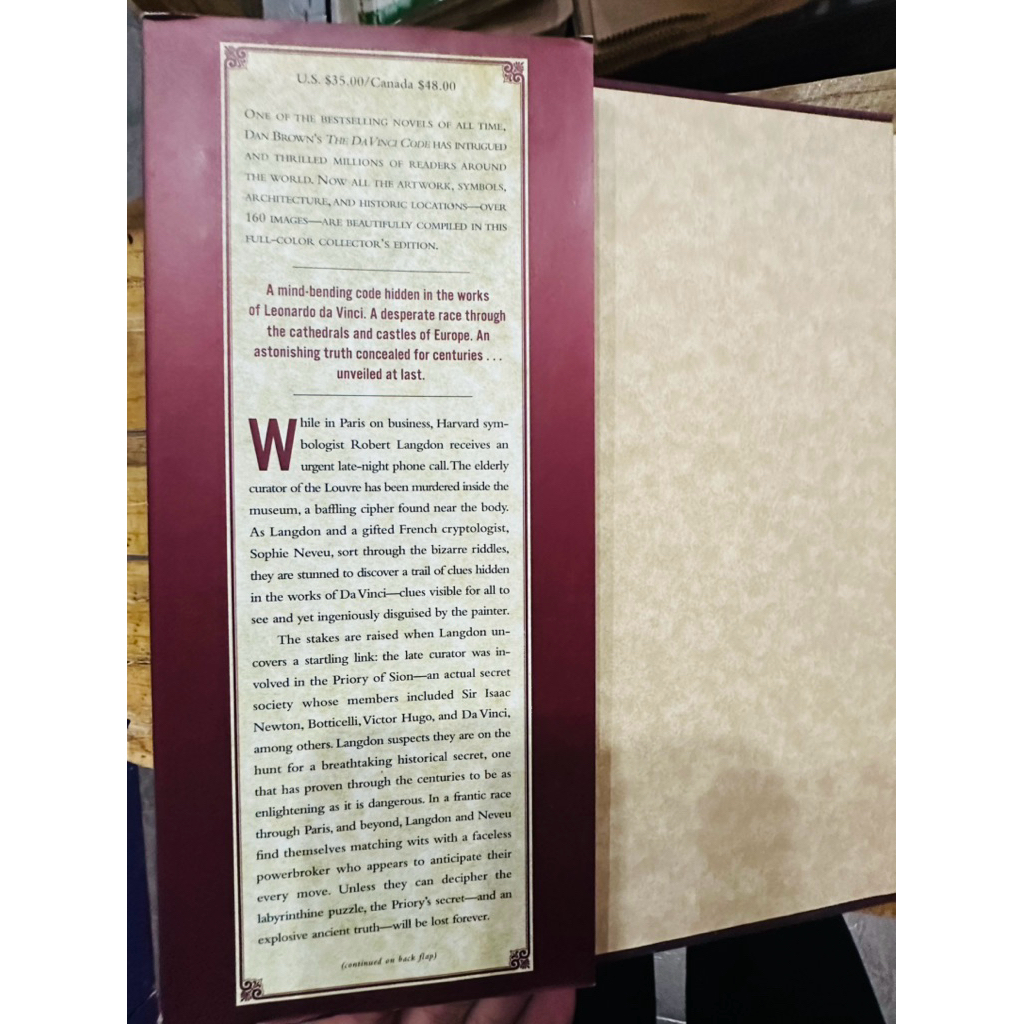 U.S. $35.00/Canada $48.00
ONE OF THE BESTSELLING NOVELS OF ALL TIME,
DAN BROWN'S THE DA VINCI CODE HAS INTRIGUED
AND THRILLED MILLIONS OF READERS AROUND
THE WORLD. NOW ALL THE ARTWORK, SYMBOLS,
ARCHITECTURE, AND HISTORIC LOCATIONS—OVER
160 IMAGES—ARE BEAUTIFULLY COMPILED IN THIS
FULL-COLOR COLLECTOR'S EDITION.
A mind-bending code hidden in the works
of Leonardo da Vinci. A desperate race through
the cathedrals and castles of Europe. An
astonishing truth concealed for centuries . . .
unveiled at last.
While in Paris on business, Harvard sym-
bologist Robert Langdon receives an
urgent late-night phone call. The elderly
curator of the Louvre has been murdered inside the
museum, a baffling cipher found near the body.
As Langdon and a gifted French cryptologist,
Sophie Neveu, sort through the bizarre riddles,
they are stunned to discover a trail of clues hidden
in the works of Da Vinci—clues visible for all to
see and yet ingeniously disguised by the painter.
The stakes are raised when Langdon un-
covers a startling link: the late curator was in-
volved in the Priory of Sion—an actual secret
society whose members included Sir Isaac
Newton, Botticelli, Victor Hugo, and Da Vinci,
among others. Langdon suspects they are on the
hunt for a breathtaking historical secret, one
that has proven through the centuries to be as
enlightening as it is dangerous. In a frantic race
through Paris, and beyond, Langdon and Neveu
find themselves matching wits with a faceless
powerbroker who appears to anticipate their
every move. Unless they can decipher the
labyrinthine puzzle, the Priory's secret—and an
explosive ancient truth—will be lost forever.
(continued on back flap)